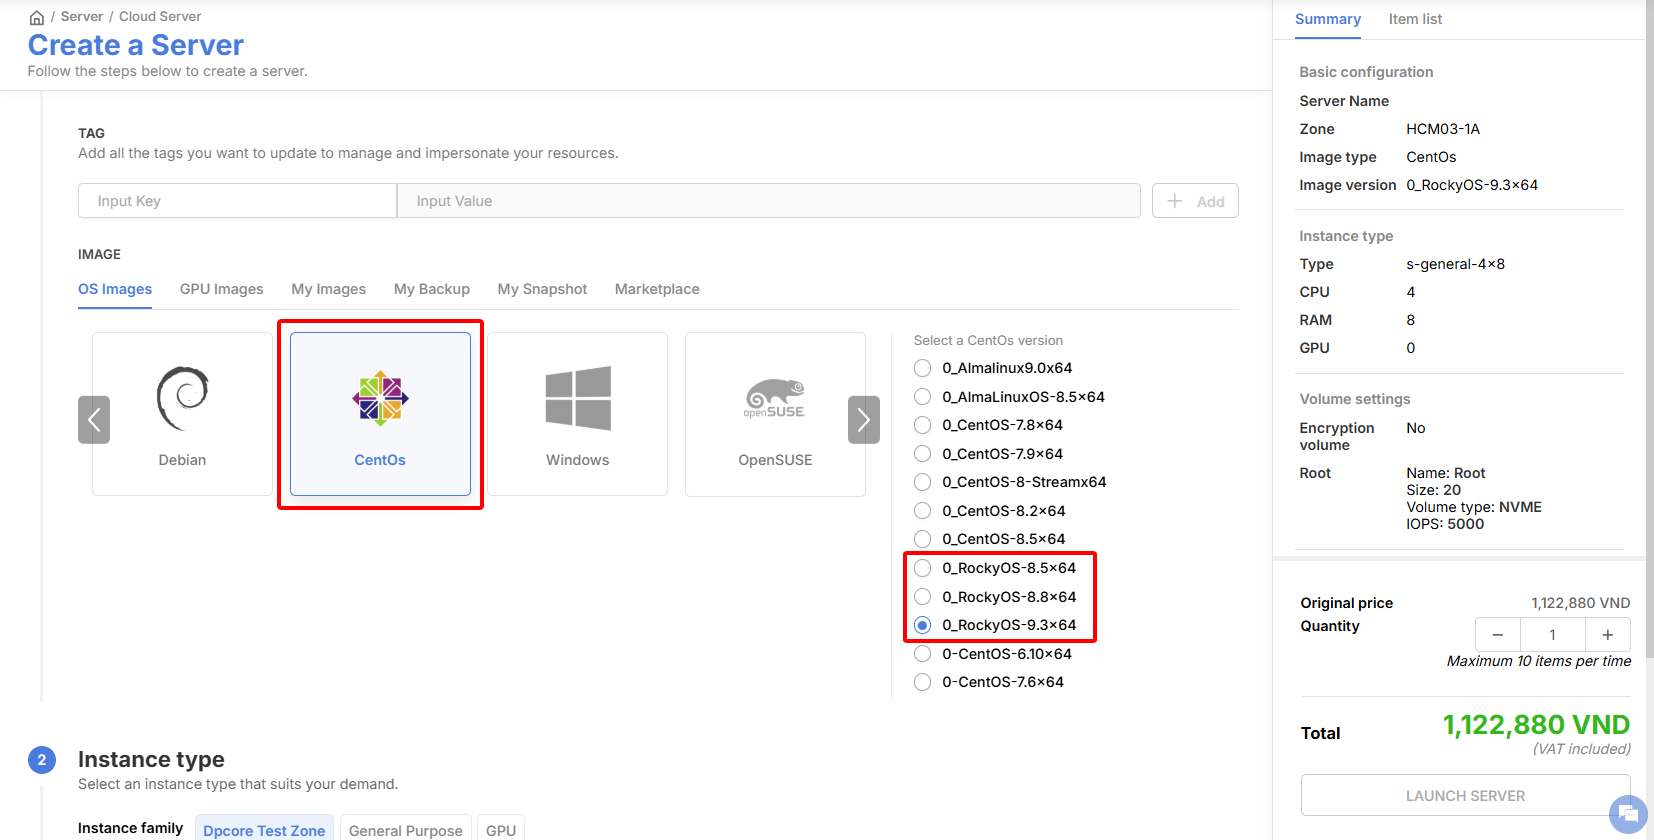 / Server / Cloud Server
Create a Server
Follow the steps below to create a server.
TAG
Add all the tags you want to update to manage and impersonate your resources.
Input Key
Input Value
Add
IMAGE
OS Images
GPU Images
My Images
My Backup
My Snapshot
Marketplace
Debian
CentOs
Windows
openSUSE
OpenSUSE
Select a CentOs version
0_Almalinux9.0x64
0_AlmaLinuxOS-8.5x64
0_CentOS-7.8x64
0_CentOS-7.9x64
0_CentOS-8-Streamx64
0_CentOS-8.2x64
0_CentOS-8.5x64
0_RockyOS-8.5x64
0_RockyOS-8.8x64
0_RockyOS-9.3x64
0-CentOS-6.10x64
0-CentOS-7.6x64
2
Instance type
Select an instance type that suits your demand.
Instance family
Dpcore Test Zone
General Purpose
GPU
Summary
Item list
Basic configuration
Server Name
Zone HCM03-1A
Image type CentOs
Image version 0_RockyOS-9.3x64
Instance type
Type s-general-4x8
CPU 4
RAM 8
GPU 0
Volume settings
Encryption No
volume
Root Name: Root
Size: 20
Volume type: NVME
IOPS: 5000
Original price 1,122,880 VND
Quantity
1
Maximum 10 items per time
Total 1,122,880 VND
(VAT included)
LAUNCH SERVER